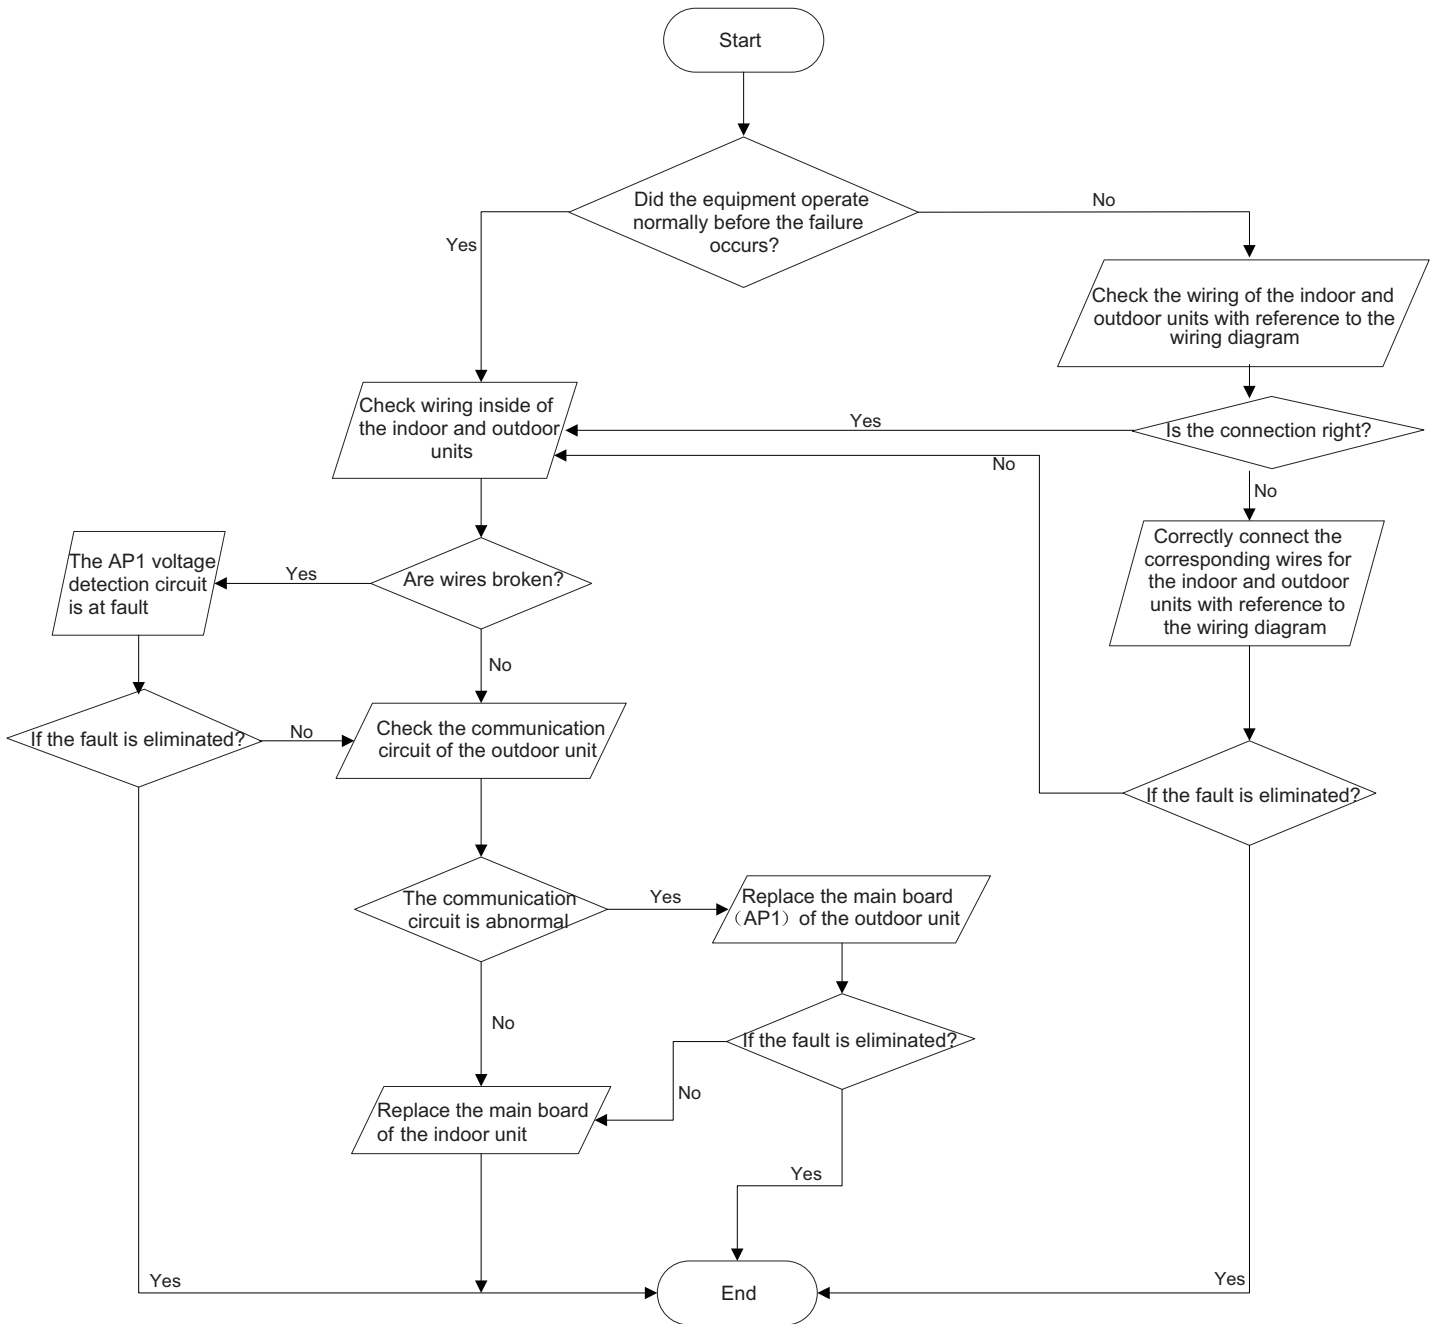 Start
Did the equipment operate
normally before the failure
occurs?
No
Yes
Check the wiring of the indoor and
outdoor units with reference to the
wiring diagram
Check wiring inside of
the indoor and outdoor
units
Yes
Is the connection right?
No
No
The AP1 voltage
detection circuit
is at fault
Yes
Are wires broken?
Correctly connect the
corresponding wires for
the indoor and outdoor
units with reference to
the wiring diagram
No
If the fault is eliminated?
No
Check the communication
circuit of the outdoor unit
If the fault is eliminated?
The communication
circuit is abnormal
Yes
Replace the main board
（AP1）of the outdoor unit
No
If the fault is eliminated?
No
Replace the main board
of the indoor unit
Yes
Yes
End
Yes